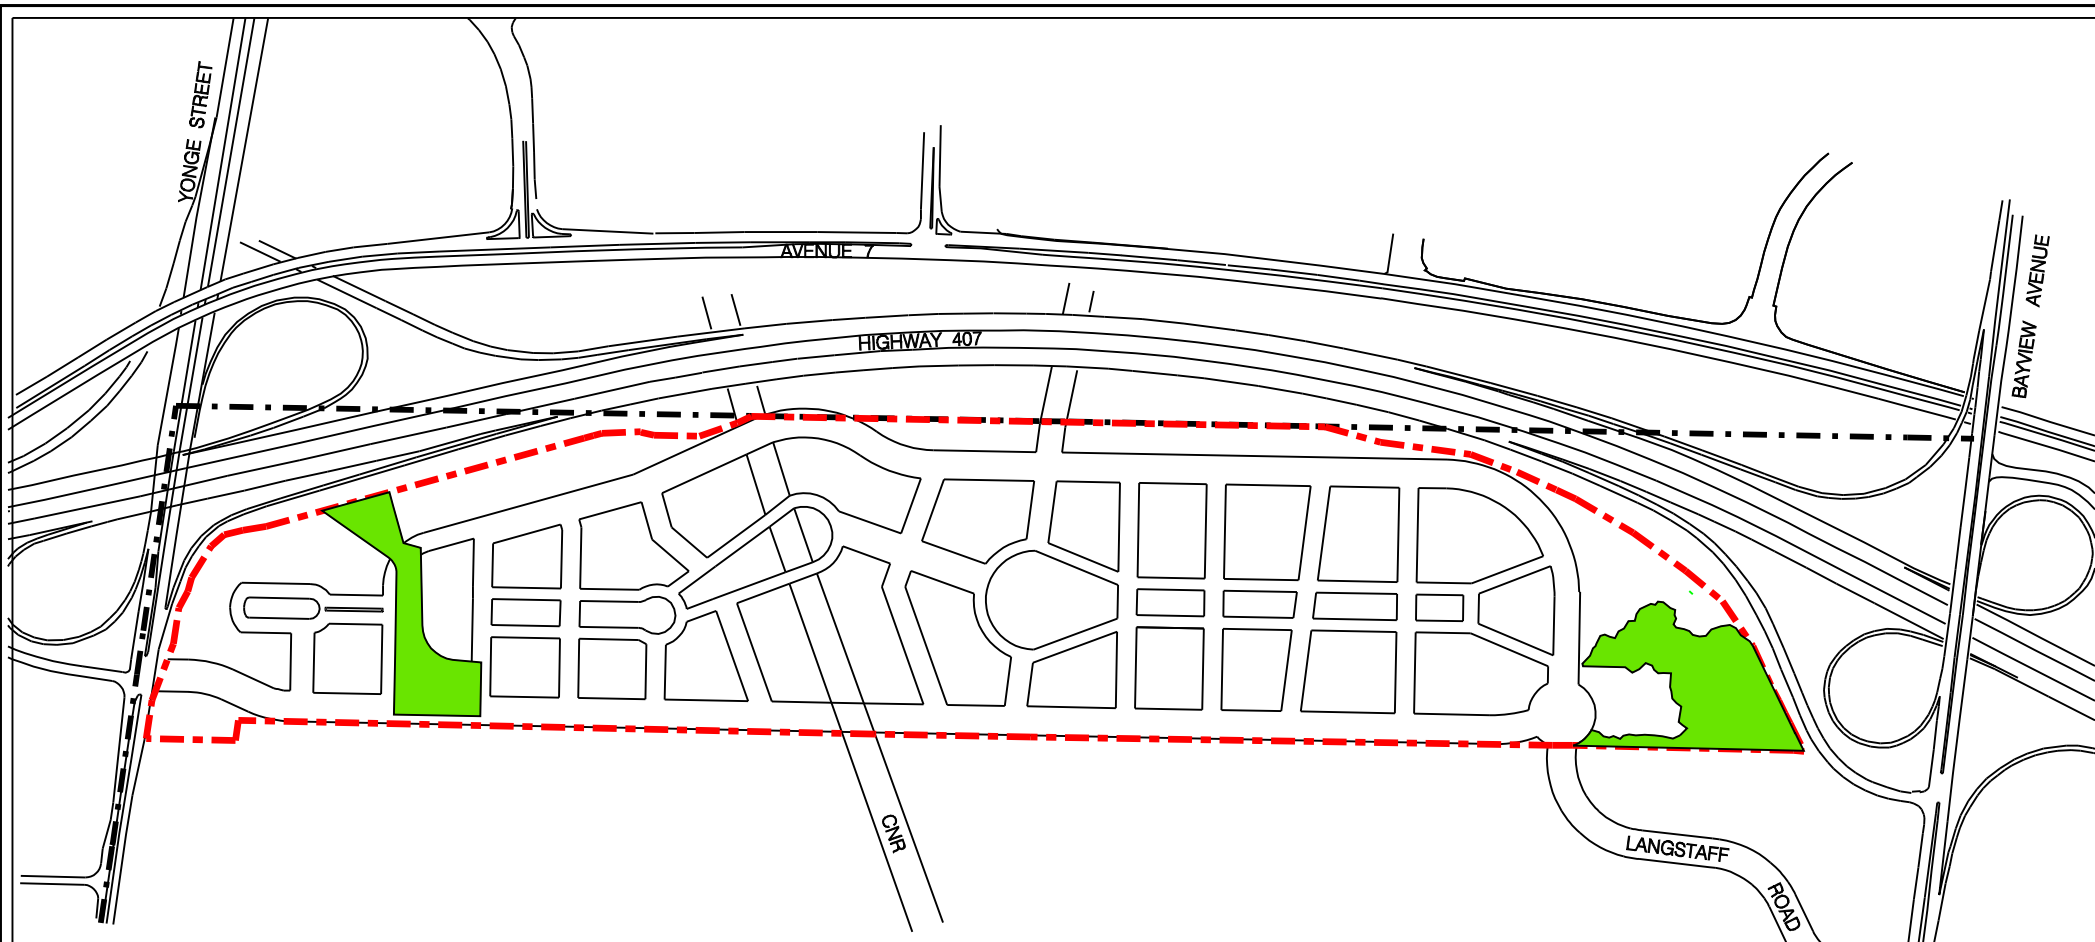 YONGE STREET
AVENUE 7
HIGHWAY 407
BAYVIEW AVENUE
CNR
LANGSTAFF
ROAD